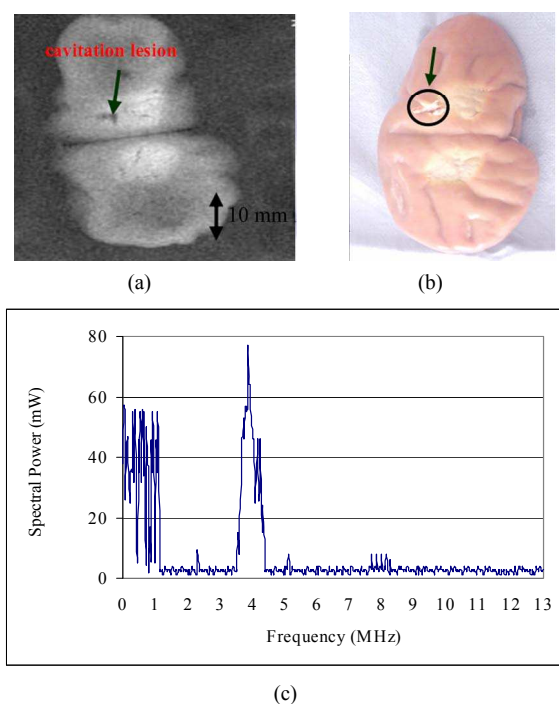 cavitation lesion
10 mm
(a)
(b)
80
60
40
20
0
Spectral Power (mW)
0 1 2 3 4 5 6 7 8 9 10 11 12 13
Frequency (MHz)
(c)